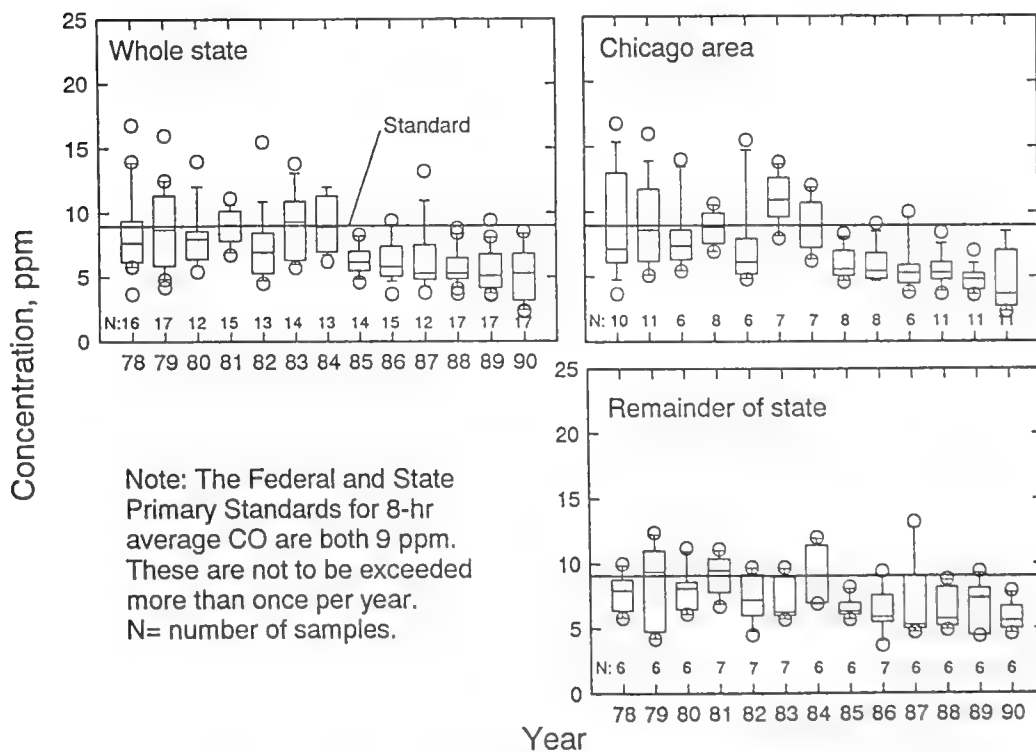 Concentration, ppm
Whole state
25
20
15
10
5
0
Standard
N:16 17 12 15 13 14 13 14 15 12 17 17 17
78 79 80 81 82 83 84 85 86 87 88 89 90
Chicago area
N: 10 11 6 8 6 7 7 8 8 6 11 11 11
Remainder of state
25
20
15
10
5
0
N: 6 6 6 7 7 7 6 6 7 6 6 6 6
78 79 80 81 82 83 84 85 86 87 88 89 90
Note: The Federal and State
Primary Standards for 8-hr
average CO are both 9 ppm.
These are not to be exceeded
more than once per year.
N= number of samples.
Year